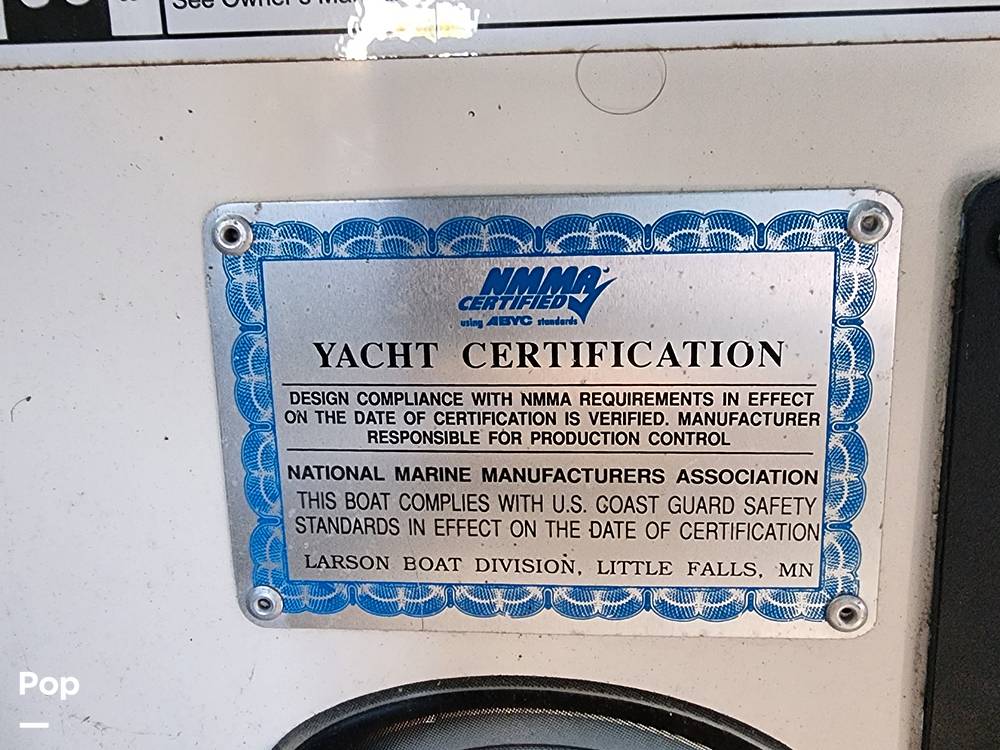 See Owner's
NMMA
CERTIFIED
using ABYC standards
YACHT CERTIFICATION
DESIGN COMPLIANCE WITH NMMA REQUIREMENTS IN EFFECT
ON THE DATE OF CERTIFICATION IS VERIFIED. MANUFACTURER
RESPONSIBLE FOR PRODUCTION CONTROL
NATIONAL MARINE MANUFACTURERS ASSOCIATION
THIS BOAT COMPLIES WITH U.S. COAST GUARD SAFETY
STANDARDS IN EFFECT ON THE DATE OF CERTIFICATION
LARSON BOAT DIVISION, LITTLE FALLS, MN
Pop